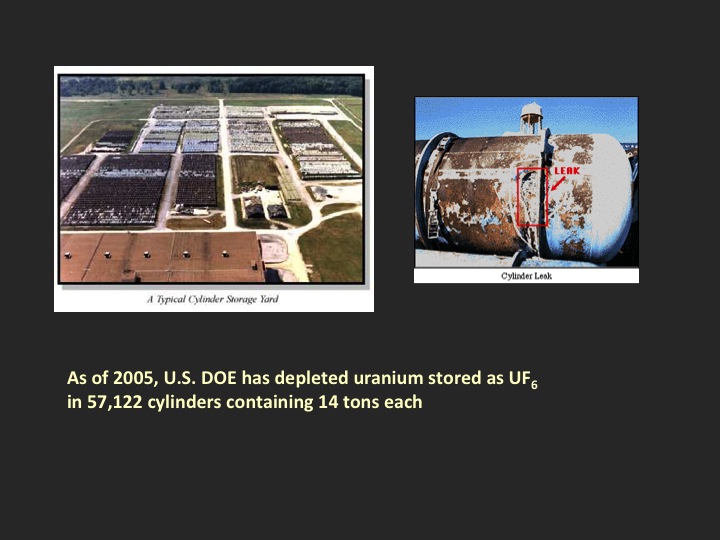 LEAK
A Typical Cylinder Storage Yard
Cylinder Leak
As of 2005, U.S. DOE has depleted uranium stored as UF₆
in 57,122 cylinders containing 14 tons each